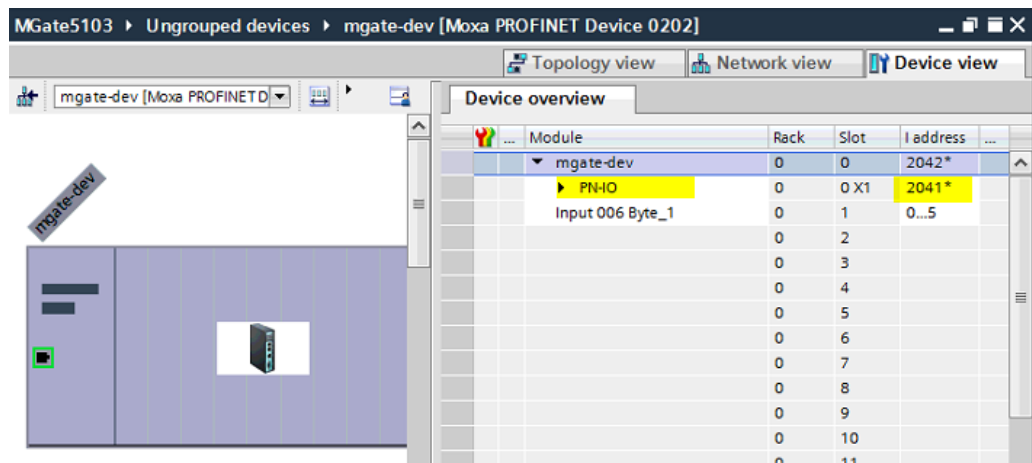 MGate5103 ▸ Ungrouped devices ▸ mgate-dev [Moxa PROFINET Device 0202]
Topology view Network view Device view
mgate-dev [Moxa PROFINET D
Device overview
... Module Rack Slot I address ...
mgate-dev 0 0 2042*
PN-IO 0 0 X1 2041*
Input 006 Byte_1 0 1 0...5
0 2
0 3
0 4
0 5
0 6
0 7
0 8
0 9
0 10
0 11
mgate-dev